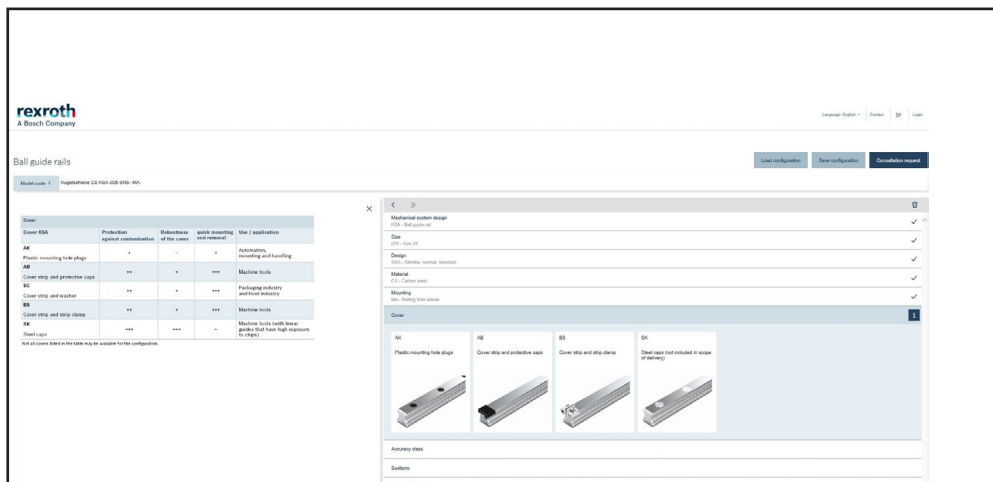 rexroth
A Bosch Company
Language: English
Contact
Login
Ball guide rails
Load configuration
Save configuration
Consultation request
Model code
Kugelschiene CS KSA-025-SNS- MA-
Cover
Cover KSA
Protection
against contamination
Robustness
of the cover
quick mounting
and removal
Use / application
AK
Plastic mounting hole plugs
+
–
+
Automation,
mounting and handling
AB
Cover strip and protective caps
++
+
+++
Machine tools
SC
Cover strip and washer
++
+
+++
Packaging industry
and food industry
BS
Cover strip and strip clamp
++
+
+++
Machine tools
SK
Steel caps
+++
+++
–
Machine tools (with linear
guides that have high exposure
to chips)
Not all covers listed in the table may be available for the configuration.
Mechanical system design
KSA - Ball guide rail
Size
025 - Size 25
Design
SNS - Slimline, normal, standard
Material
CS - Carbon steel
Mounting
MA - Bolting from above
Cover
AK
Plastic mounting hole plugs
AB
Cover strip and protective caps
BS
Cover strip and strip clamp
SK
Steel caps (not included in scope
of delivery)
Accuracy class
Sections